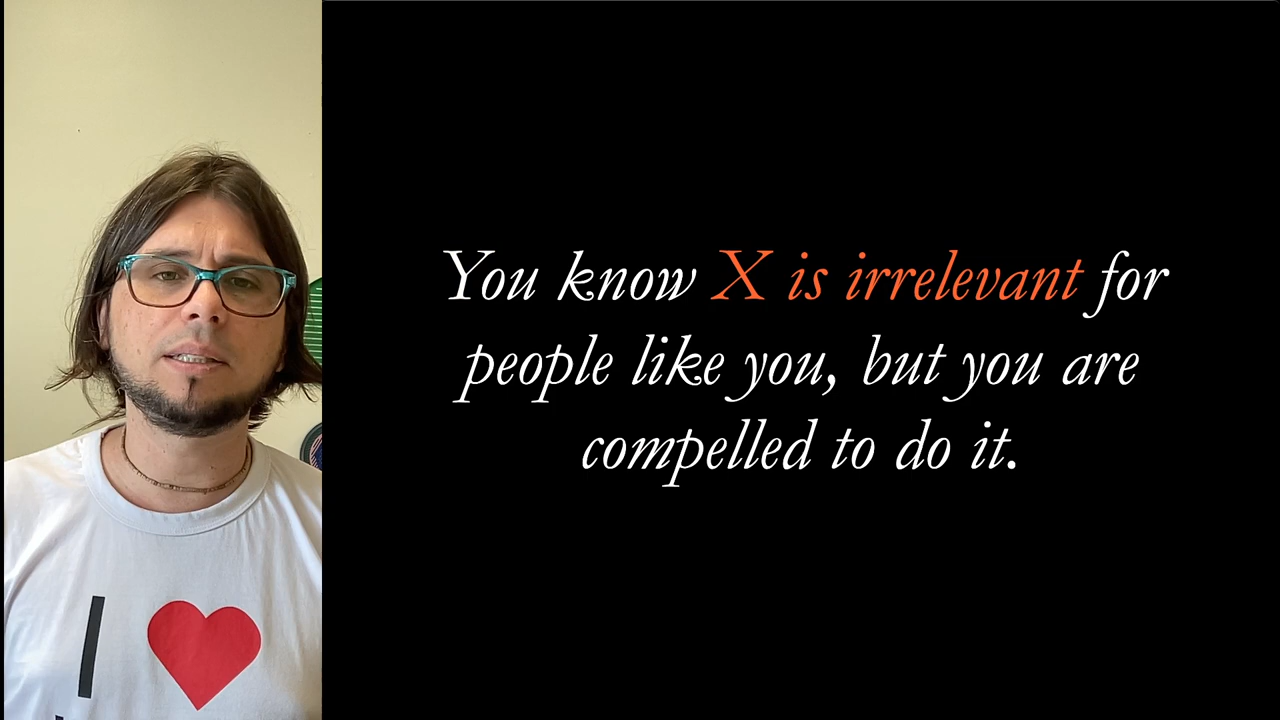 You know X is irrelevant for
people like you, but you are
compelled to do it.
I ❤